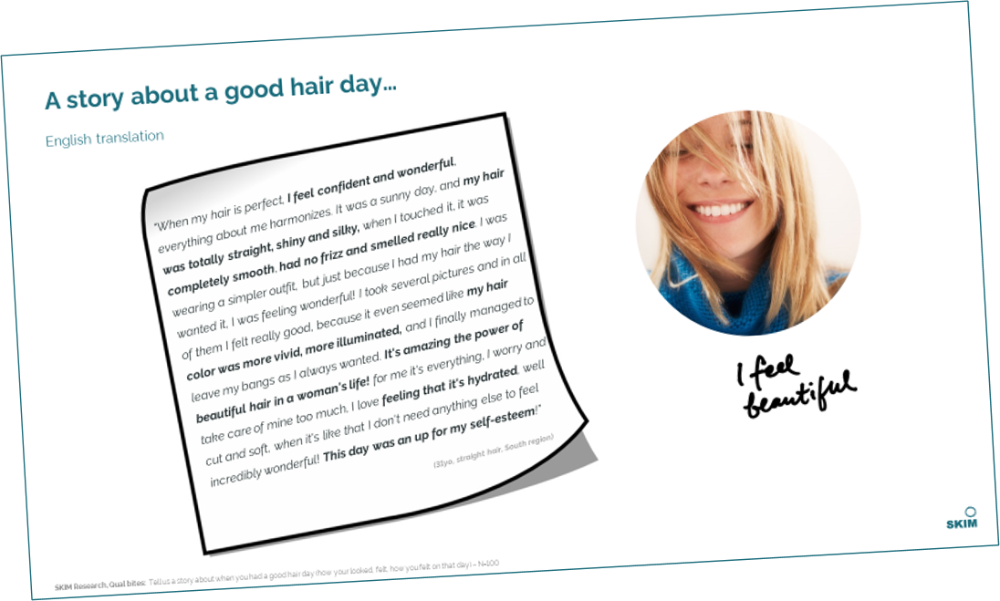 A story about a good hair day...
English translation
"When my hair is perfect, I feel confident and wonderful,
everything about me harmonizes. It was a sunny day, and my hair
was totally straight, shiny and silky, when I touched it, it was
completely smooth, had no frizz and smelled really nice. I was
wearing a simpler outfit, but just because I had my hair the way I
wanted it, I was feeling wonderful! I took several pictures and in all
of them I felt really good, because it even seemed like my hair
color was more vivid, more illuminated, and I finally managed to
leave my bangs as I always wanted. It's amazing the power of
beautiful hair in a woman's life! for me it's everything, I worry and
take care of mine too much, I love feeling that it's hydrated, well
cut and soft, when it's like that I don't need anything else to feel
incredibly wonderful! This day was an up for my self-esteem!"
(31yo, straight hair, South region)
I feel
beautiful
SKIM
SKIM Research, Qual bites: Tell us a story about when you had a good hair day (how your looked, felt, how you felt on that day) – N=100